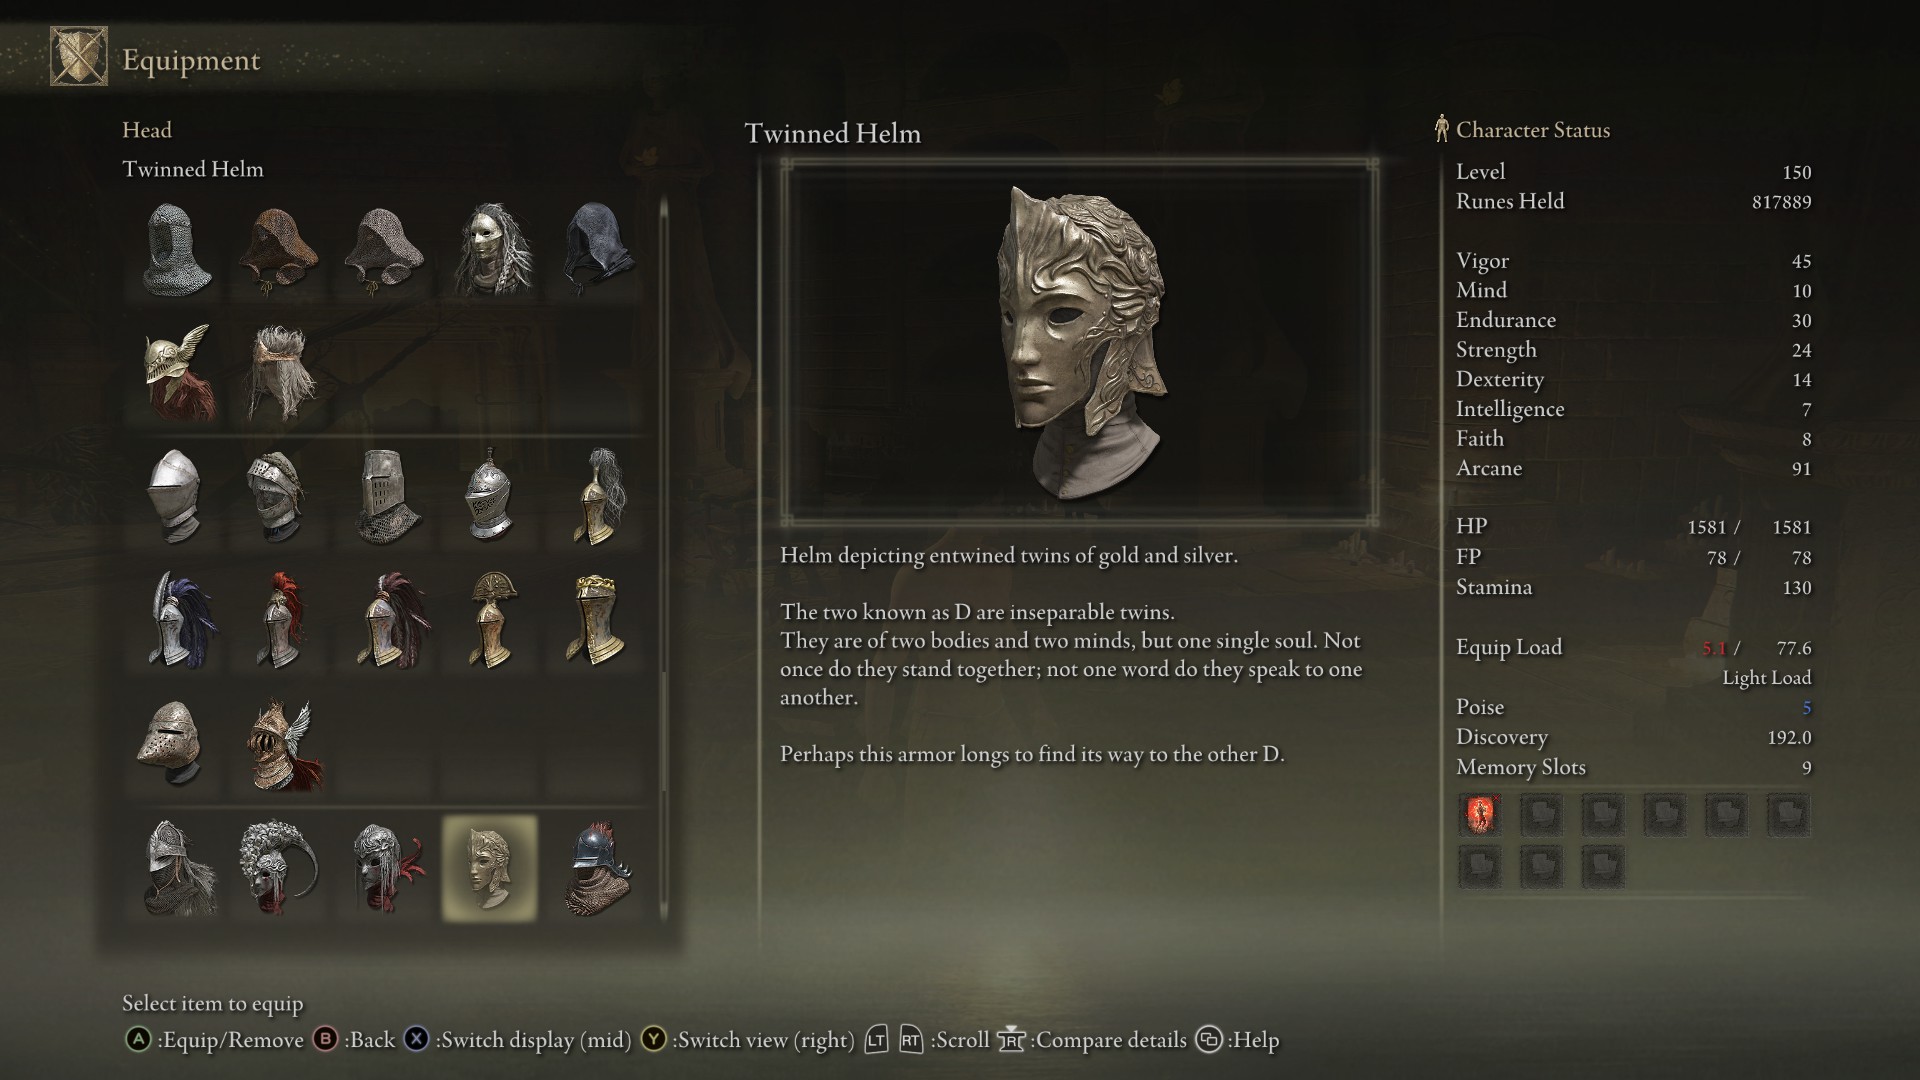 Equipment
Head
Twinned Helm
Twinned Helm
Helm depicting entwined twins of gold and silver.
The two known as D are inseparable twins.
They are of two bodies and two minds, but one single soul. Not
once do they stand together; not one word do they speak to one
another.
Perhaps this armor longs to find its way to the other D.
Character Status
Level 150
Runes Held 817889
Vigor 45
Mind 10
Endurance 30
Strength 24
Dexterity 14
Intelligence 7
Faith 8
Arcane 91
HP 1581 / 1581
FP 78 / 78
Stamina 130
Equip Load 5.1 / 77.6
Light Load
Poise 5
Discovery 192.0
Memory Slots 9
Select item to equip
A :Equip/Remove B :Back X :Switch display (mid) Y :Switch view (right) LT RT :Scroll R :Compare details :Help